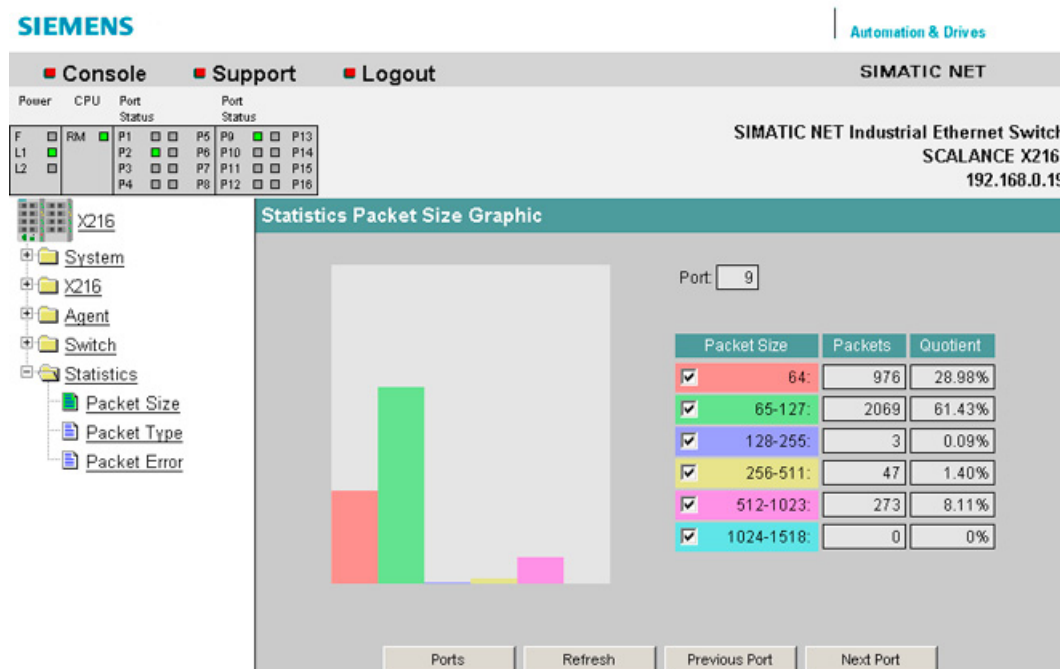 SIEMENS
Automation & Drives
Console Support Logout SIMATIC NET
Power CPU Port Status Port Status
F RM P1 P5 P9 P13
L1 P2 P6 P10 P14
L2 P3 P7 P11 P15
P4 P8 P12 P16
SIMATIC NET Industrial Ethernet Switch
SCALANCE X216
192.168.0.19
X216
System
X216
Agent
Switch
Statistics
Packet Size
Packet Type
Packet Error
Statistics Packet Size Graphic
Port: 9
Packet Size Packets Quotient
64: 976 28.98%
65-127: 2069 61.43%
128-255: 3 0.09%
256-511: 47 1.40%
512-1023: 273 8.11%
1024-1518: 0 0%
Ports Refresh Previous Port Next Port